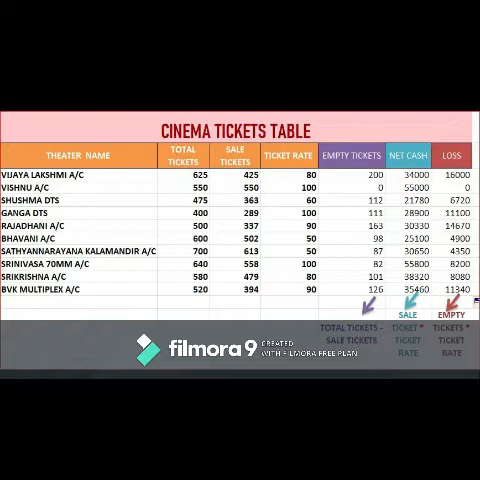 CINEMA TICKETS TABLE
THEATER NAME TOTAL TICKETS SALE TICKETS TICKET RATE EMPTY TICKETS NET CASH LOSS
VIJAYA LAKSHMI A/C 625 425 80 200 34000 16000
VISHNU A/C 550 550 100 0 55000 0
SHUSHMA DTS 475 363 60 112 21780 6720
GANGA DTS 400 289 100 111 28900 11100
RAJADHANI A/C 500 337 90 163 30330 14670
BHAVANI A/C 600 502 50 98 25100 4900
SATHYANNARAYANA KALAMANDIR A/C 700 613 50 87 30650 4350
SRINIVASA 70MM A/C 640 558 100 82 55800 8200
SRIKRISHNA A/C 580 479 80 101 38320 8080
BVK MULTIPLEX A/C 520 394 90 126 35460 11340
TOTAL TICKETS - SALE TICKETS
SALE TICKET * TICKET RATE
EMPTY TICKETS * TICKET RATE
filmora 9
CREATED
WITH FILMORA FREE PLAN